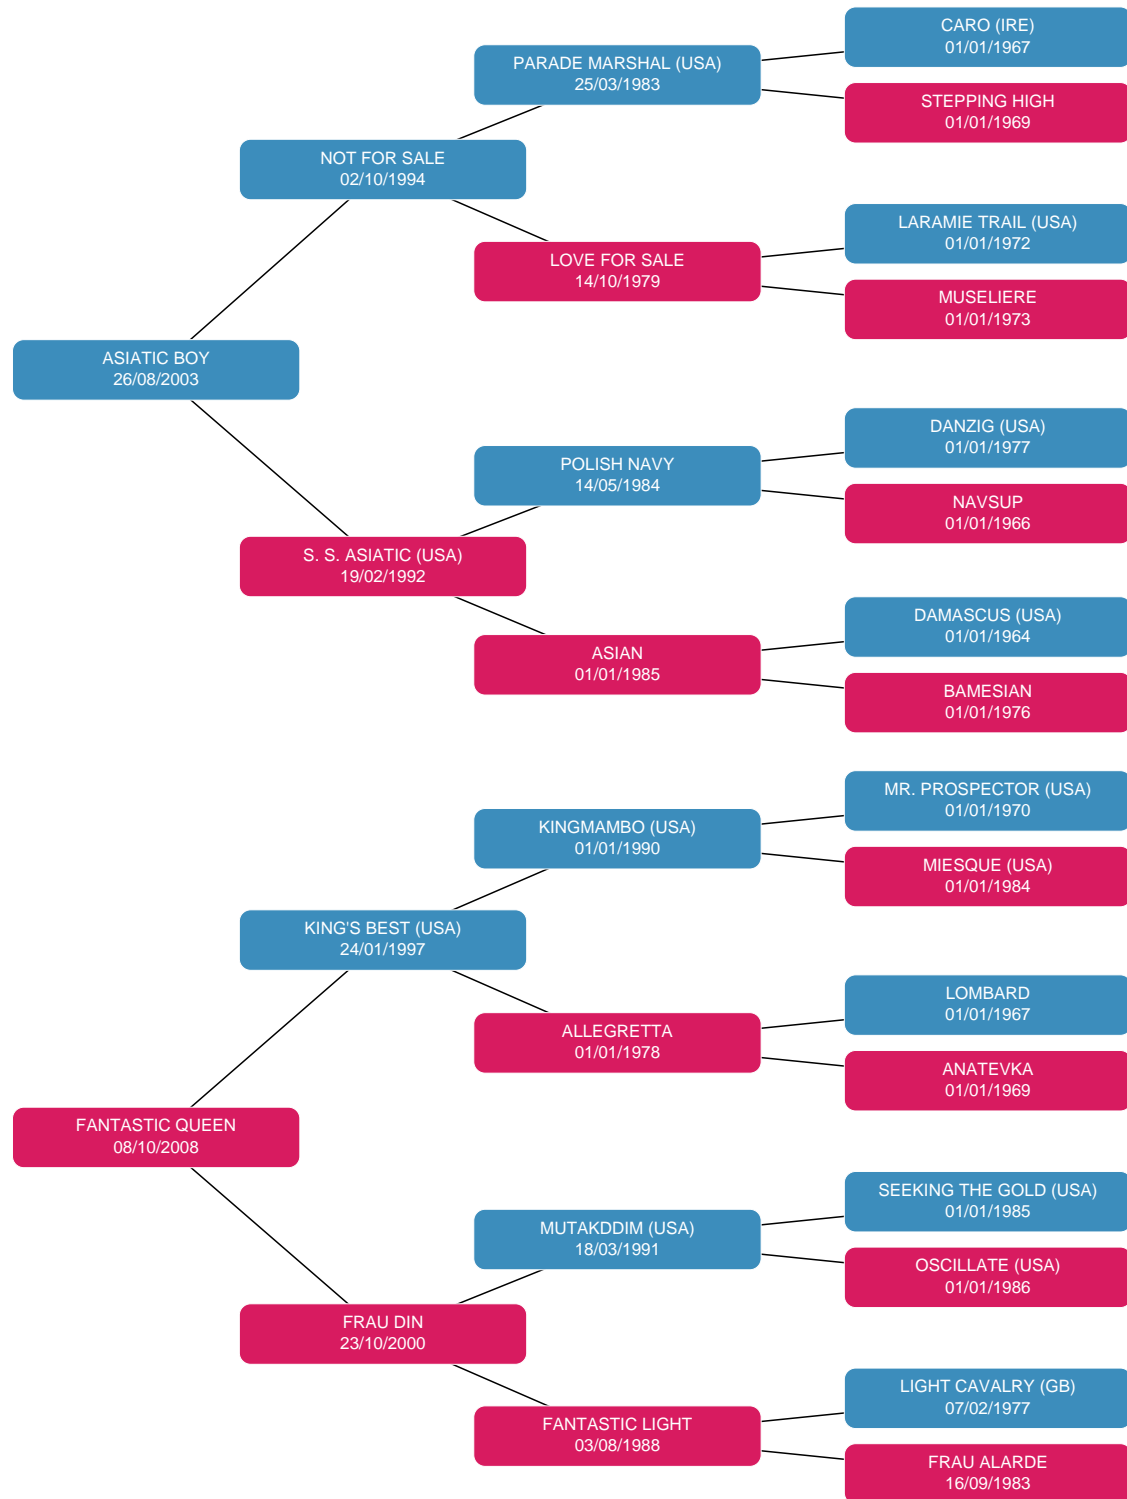 CARO (IRE)
01/01/1967
PARADE MARSHAL (USA)
25/03/1983
STEPPING HIGH
01/01/1969
NOT FOR SALE
02/10/1994
LARAMIE TRAIL (USA)
01/01/1972
LOVE FOR SALE
14/10/1979
MUSELIERE
01/01/1973
ASIATIC BOY
26/08/2003
DANZIG (USA)
01/01/1977
POLISH NAVY
14/05/1984
NAVSUP
01/01/1966
S. S. ASIATIC (USA)
19/02/1992
DAMASCUS (USA)
01/01/1964
ASIAN
01/01/1985
BAMESIAN
01/01/1976
MR. PROSPECTOR (USA)
01/01/1970
KINGMAMBO (USA)
01/01/1990
MIESQUE (USA)
01/01/1984
KING'S BEST (USA)
24/01/1997
LOMBARD
01/01/1967
ALLEGRETTA
01/01/1978
ANATEVKA
01/01/1969
FANTASTIC QUEEN
08/10/2008
SEEKING THE GOLD (USA)
01/01/1985
MUTAKDDIM (USA)
18/03/1991
OSCILLATE (USA)
01/01/1986
FRAU DIN
23/10/2000
LIGHT CAVALRY (GB)
07/02/1977
FANTASTIC LIGHT
03/08/1988
FRAU ALARDE
16/09/1983